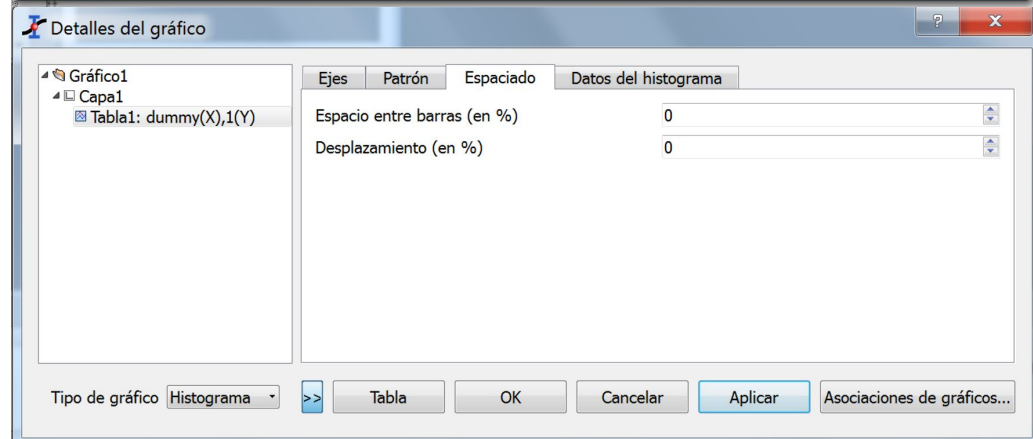 Detalles del gráfico
? X
Gráfico1
Capa1
Tabla1: dummy(X),1(Y)
Ejes Patrón Espaciado Datos del histograma
Espacio entre barras (en %) 0
Desplazamiento (en %) 0
Tipo de gráfico Histograma >> Tabla OK Cancelar Aplicar Asociaciones de gráficos...